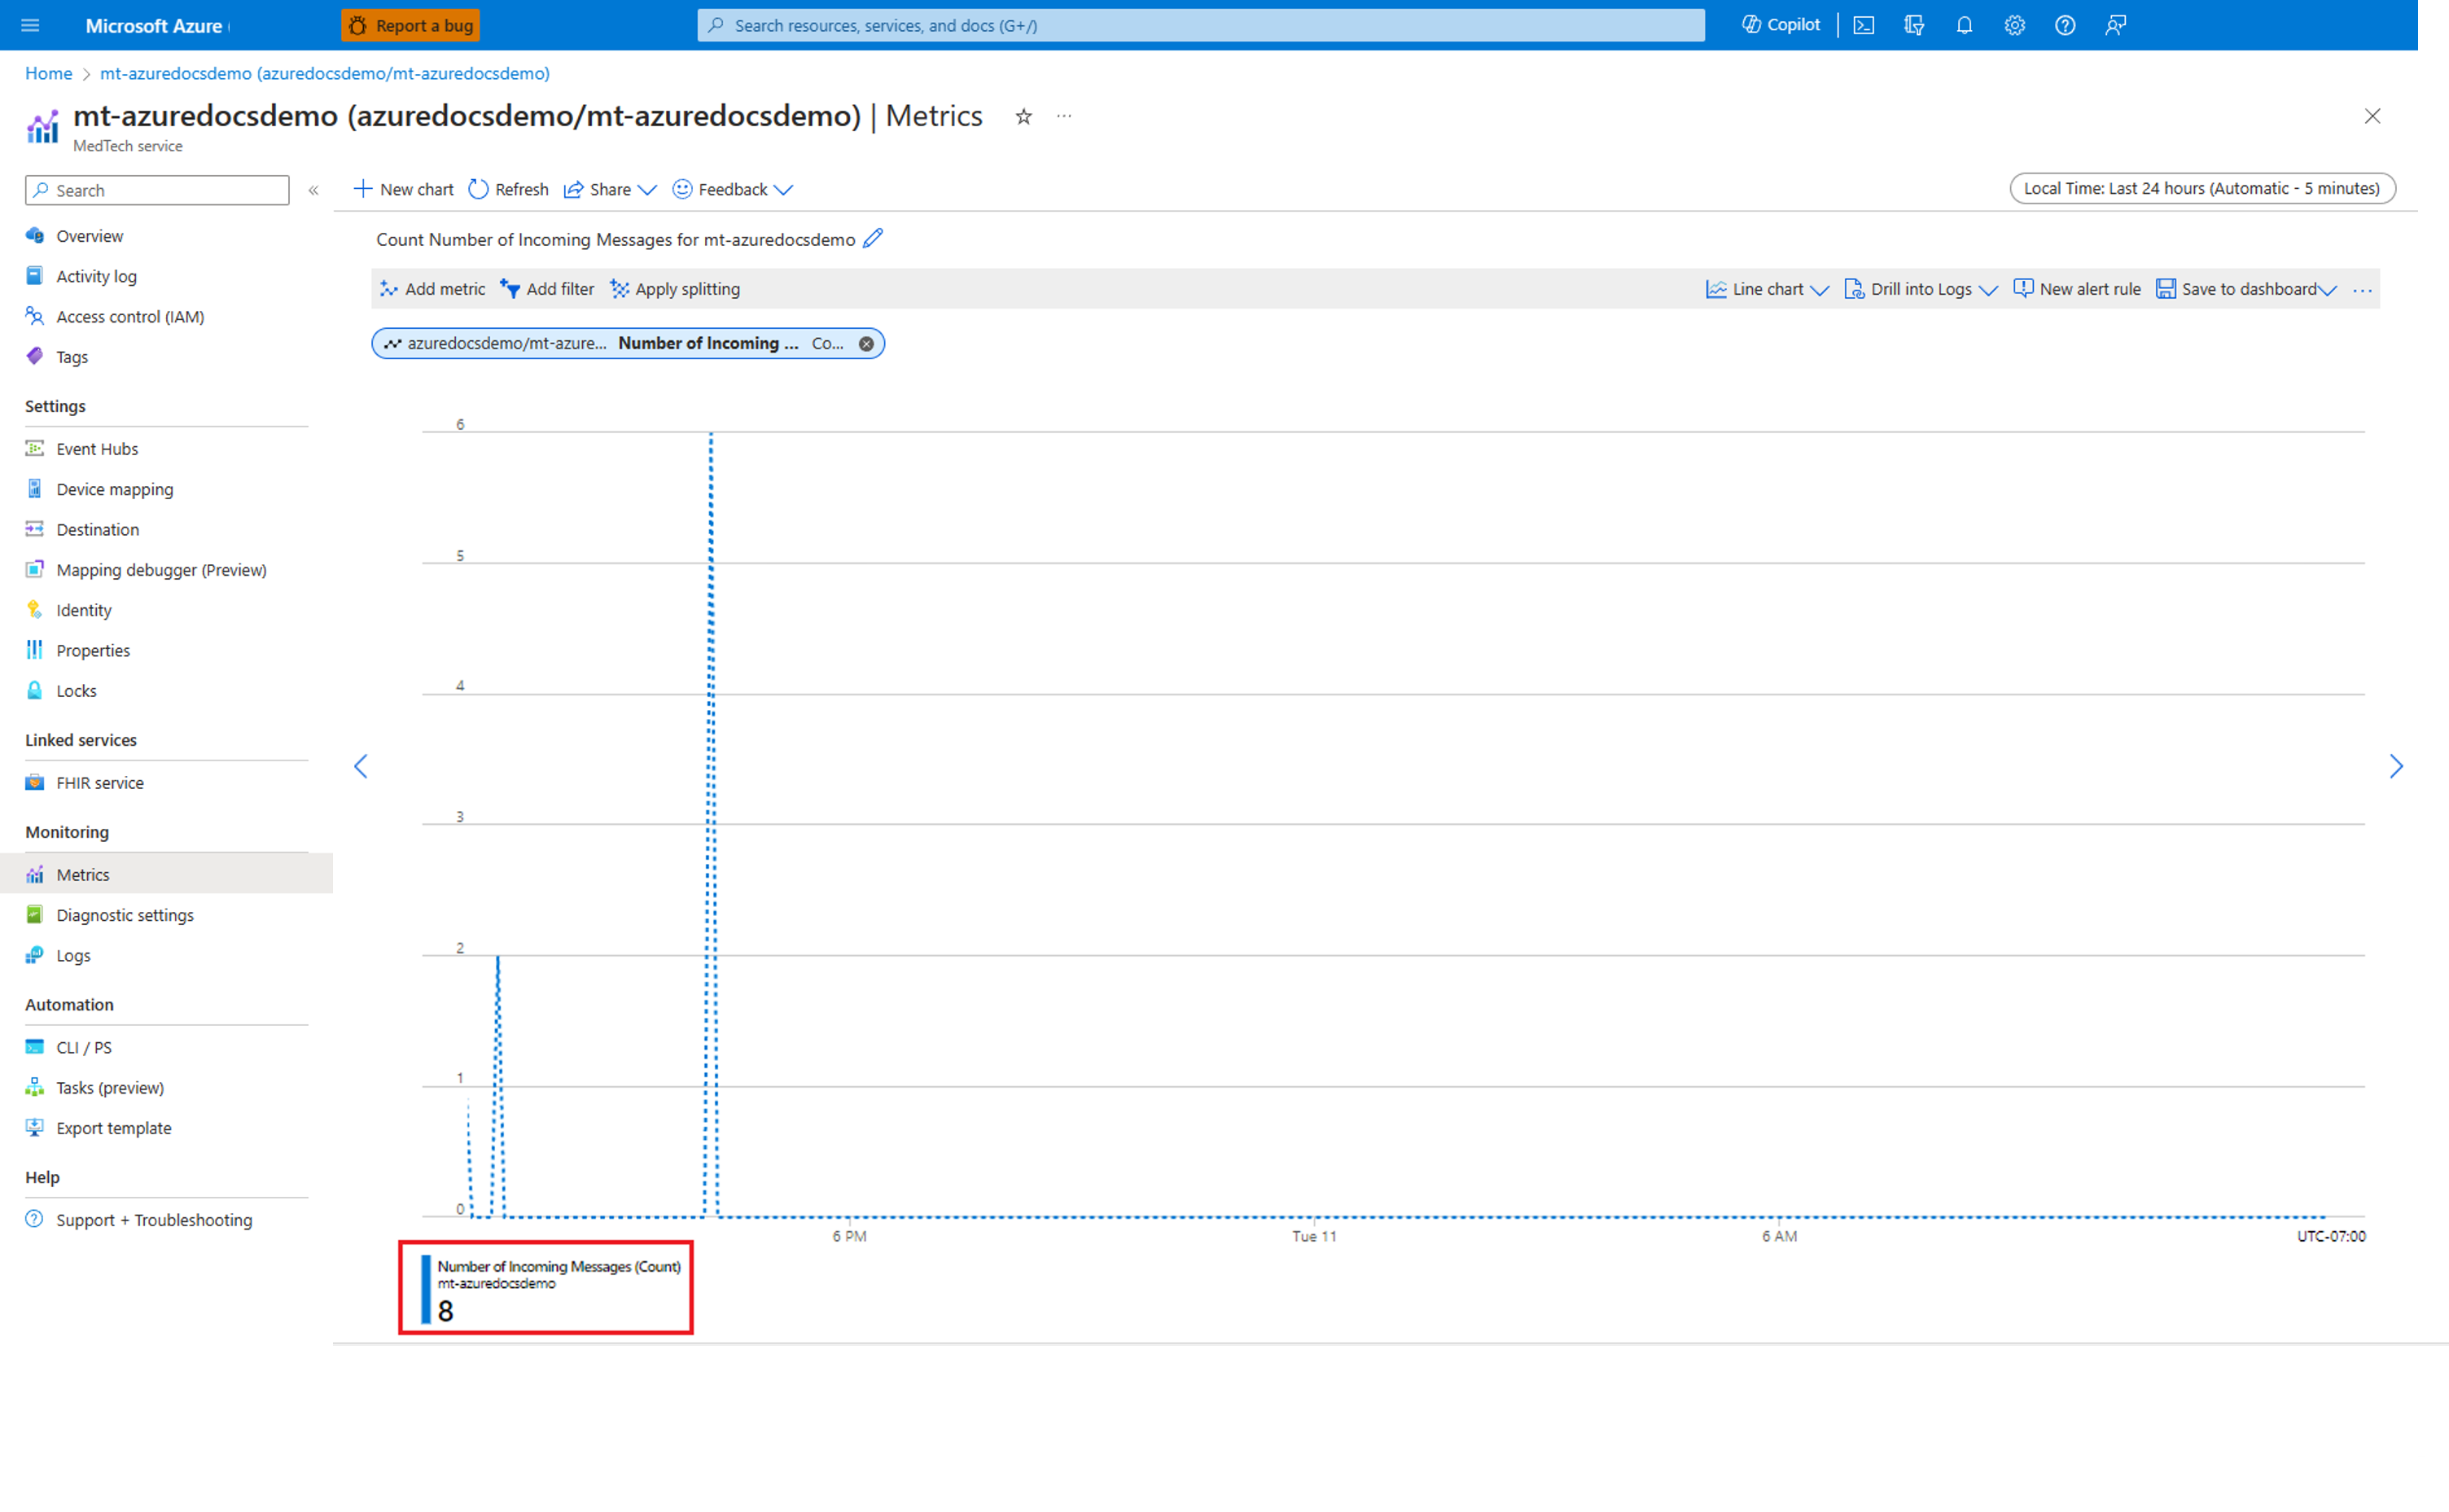 Microsoft Azure
Report a bug
Search resources, services, and docs (G+/)
Copilot
Home > mt-azuredocsdemo (azuredocsdemo/mt-azuredocsdemo)
mt-azuredocsdemo (azuredocsdemo/mt-azuredocsdemo) | Metrics
MedTech service
Search
Overview
Activity log
Access control (IAM)
Tags
Settings
Event Hubs
Device mapping
Destination
Mapping debugger (Preview)
Identity
Properties
Locks
Linked services
FHIR service
Monitoring
Metrics
Diagnostic settings
Logs
Automation
CLI / PS
Tasks (preview)
Export template
Help
Support + Troubleshooting
New chart Refresh Share Feedback
Local Time: Last 24 hours (Automatic - 5 minutes)
Count Number of Incoming Messages for mt-azuredocsdemo
Add metric Add filter Apply splitting
Line chart Drill into Logs New alert rule Save to dashboard
azuredocsdemo/mt-azure... Number of Incoming ... Co...
6
5
4
3
2
1
0
6 PM Tue 11 6 AM UTC-07:00
Number of Incoming Messages (Count)
mt-azuredocsdemo
8